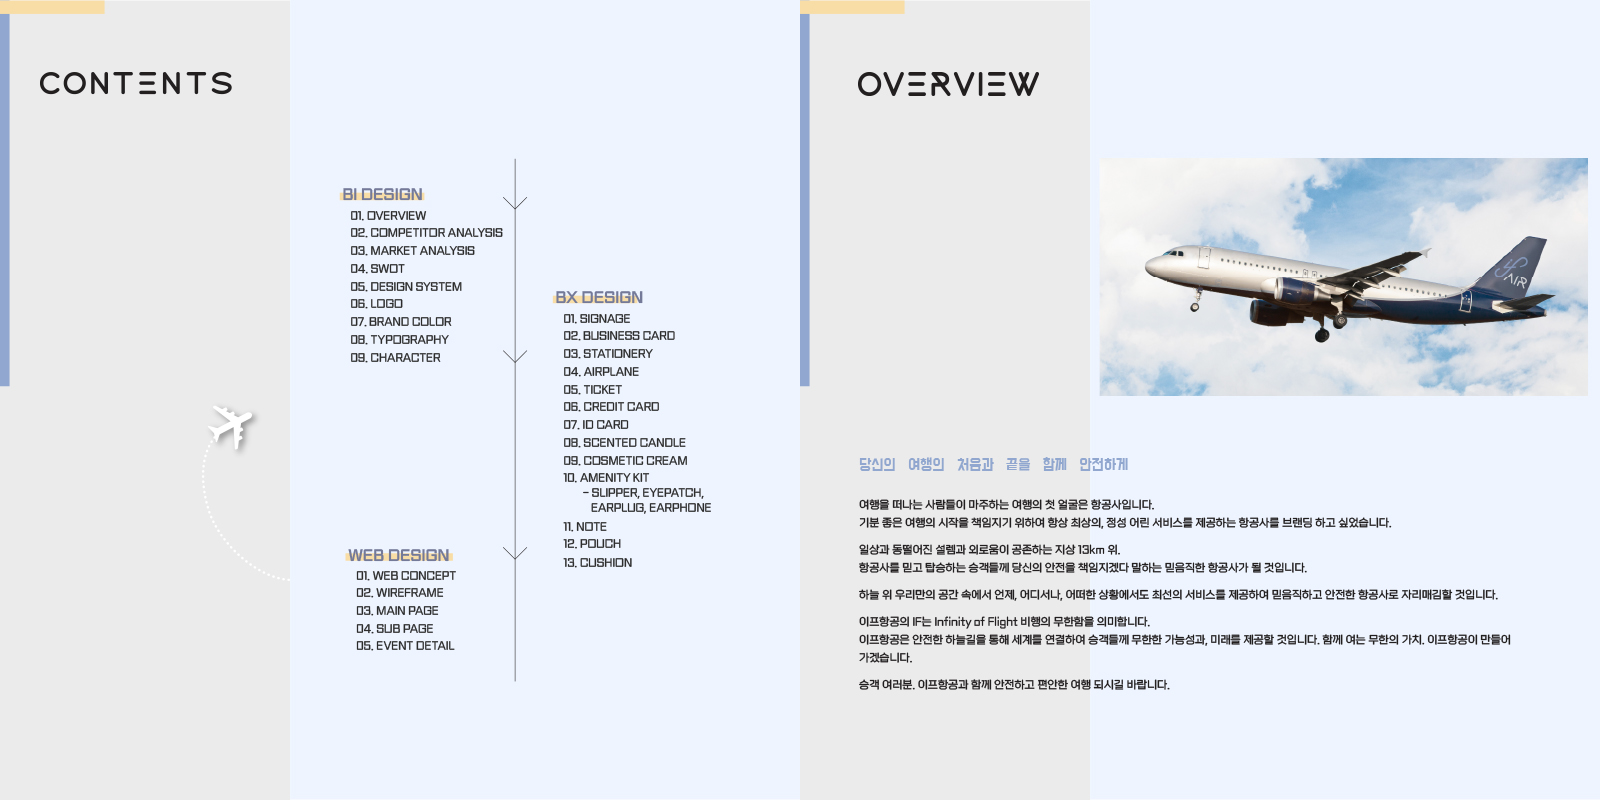 CONTENTS
BI DESIGN
01. OVERVIEW
02. COMPETITOR ANALYSIS
03. MARKET ANALYSIS
04. SWOT
05. DESIGN SYSTEM
06. LOGO
07. BRAND COLOR
08. TYPOGRAPHY
09. CHARACTER
BX DESIGN
01. SIGNAGE
02. BUSINESS CARD
03. STATIONERY
04. AIRPLANE
05. TICKET
06. CREDIT CARD
07. ID CARD
08. SCENTED CANDLE
09. COSMETIC CREAM
10. AMENITY KIT
- SLIPPER, EYEPATCH,
EARPLUG, EARPHONE
11. NOTE
12. POUCH
13. CUSHION
WEB DESIGN
01. WEB CONCEPT
02. WIREFRAME
03. MAIN PAGE
04. SUB PAGE
05. EVENT DETAIL
OVERVIEW
AIR
당신의 여행의 처음과 끝을 함께 안전하게
여행을 떠나는 사람들이 마주하는 여행의 첫 얼굴은 항공사입니다.
기분 좋은 여행의 시작을 책임지기 위하여 항상 최상의, 정성 어린 서비스를 제공하는 항공사를 브랜딩 하고 싶었습니다.
일상과 동떨어진 설렘과 외로움이 공존하는 지상 13km 위.
항공사를 믿고 탑승하는 승객들께 당신의 안전을 책임지겠다 말하는 믿음직한 항공사가 될 것입니다.
하늘 위 우리만의 공간 속에서 언제, 어디서나, 어떠한 상황에서도 최선의 서비스를 제공하여 믿음직하고 안전한 항공사로 자리매김할 것입니다.
이프항공의 IF는 Infinity of Flight 비행의 무한함을 의미합니다.
이프항공은 안전한 하늘길을 통해 세계를 연결하여 승객들께 무한한 가능성과, 미래를 제공할 것입니다. 함께 여는 무한의 가치. 이프항공이 만들어
가겠습니다.
승객 여러분. 이프항공과 함께 안전하고 편안한 여행 되시길 바랍니다.